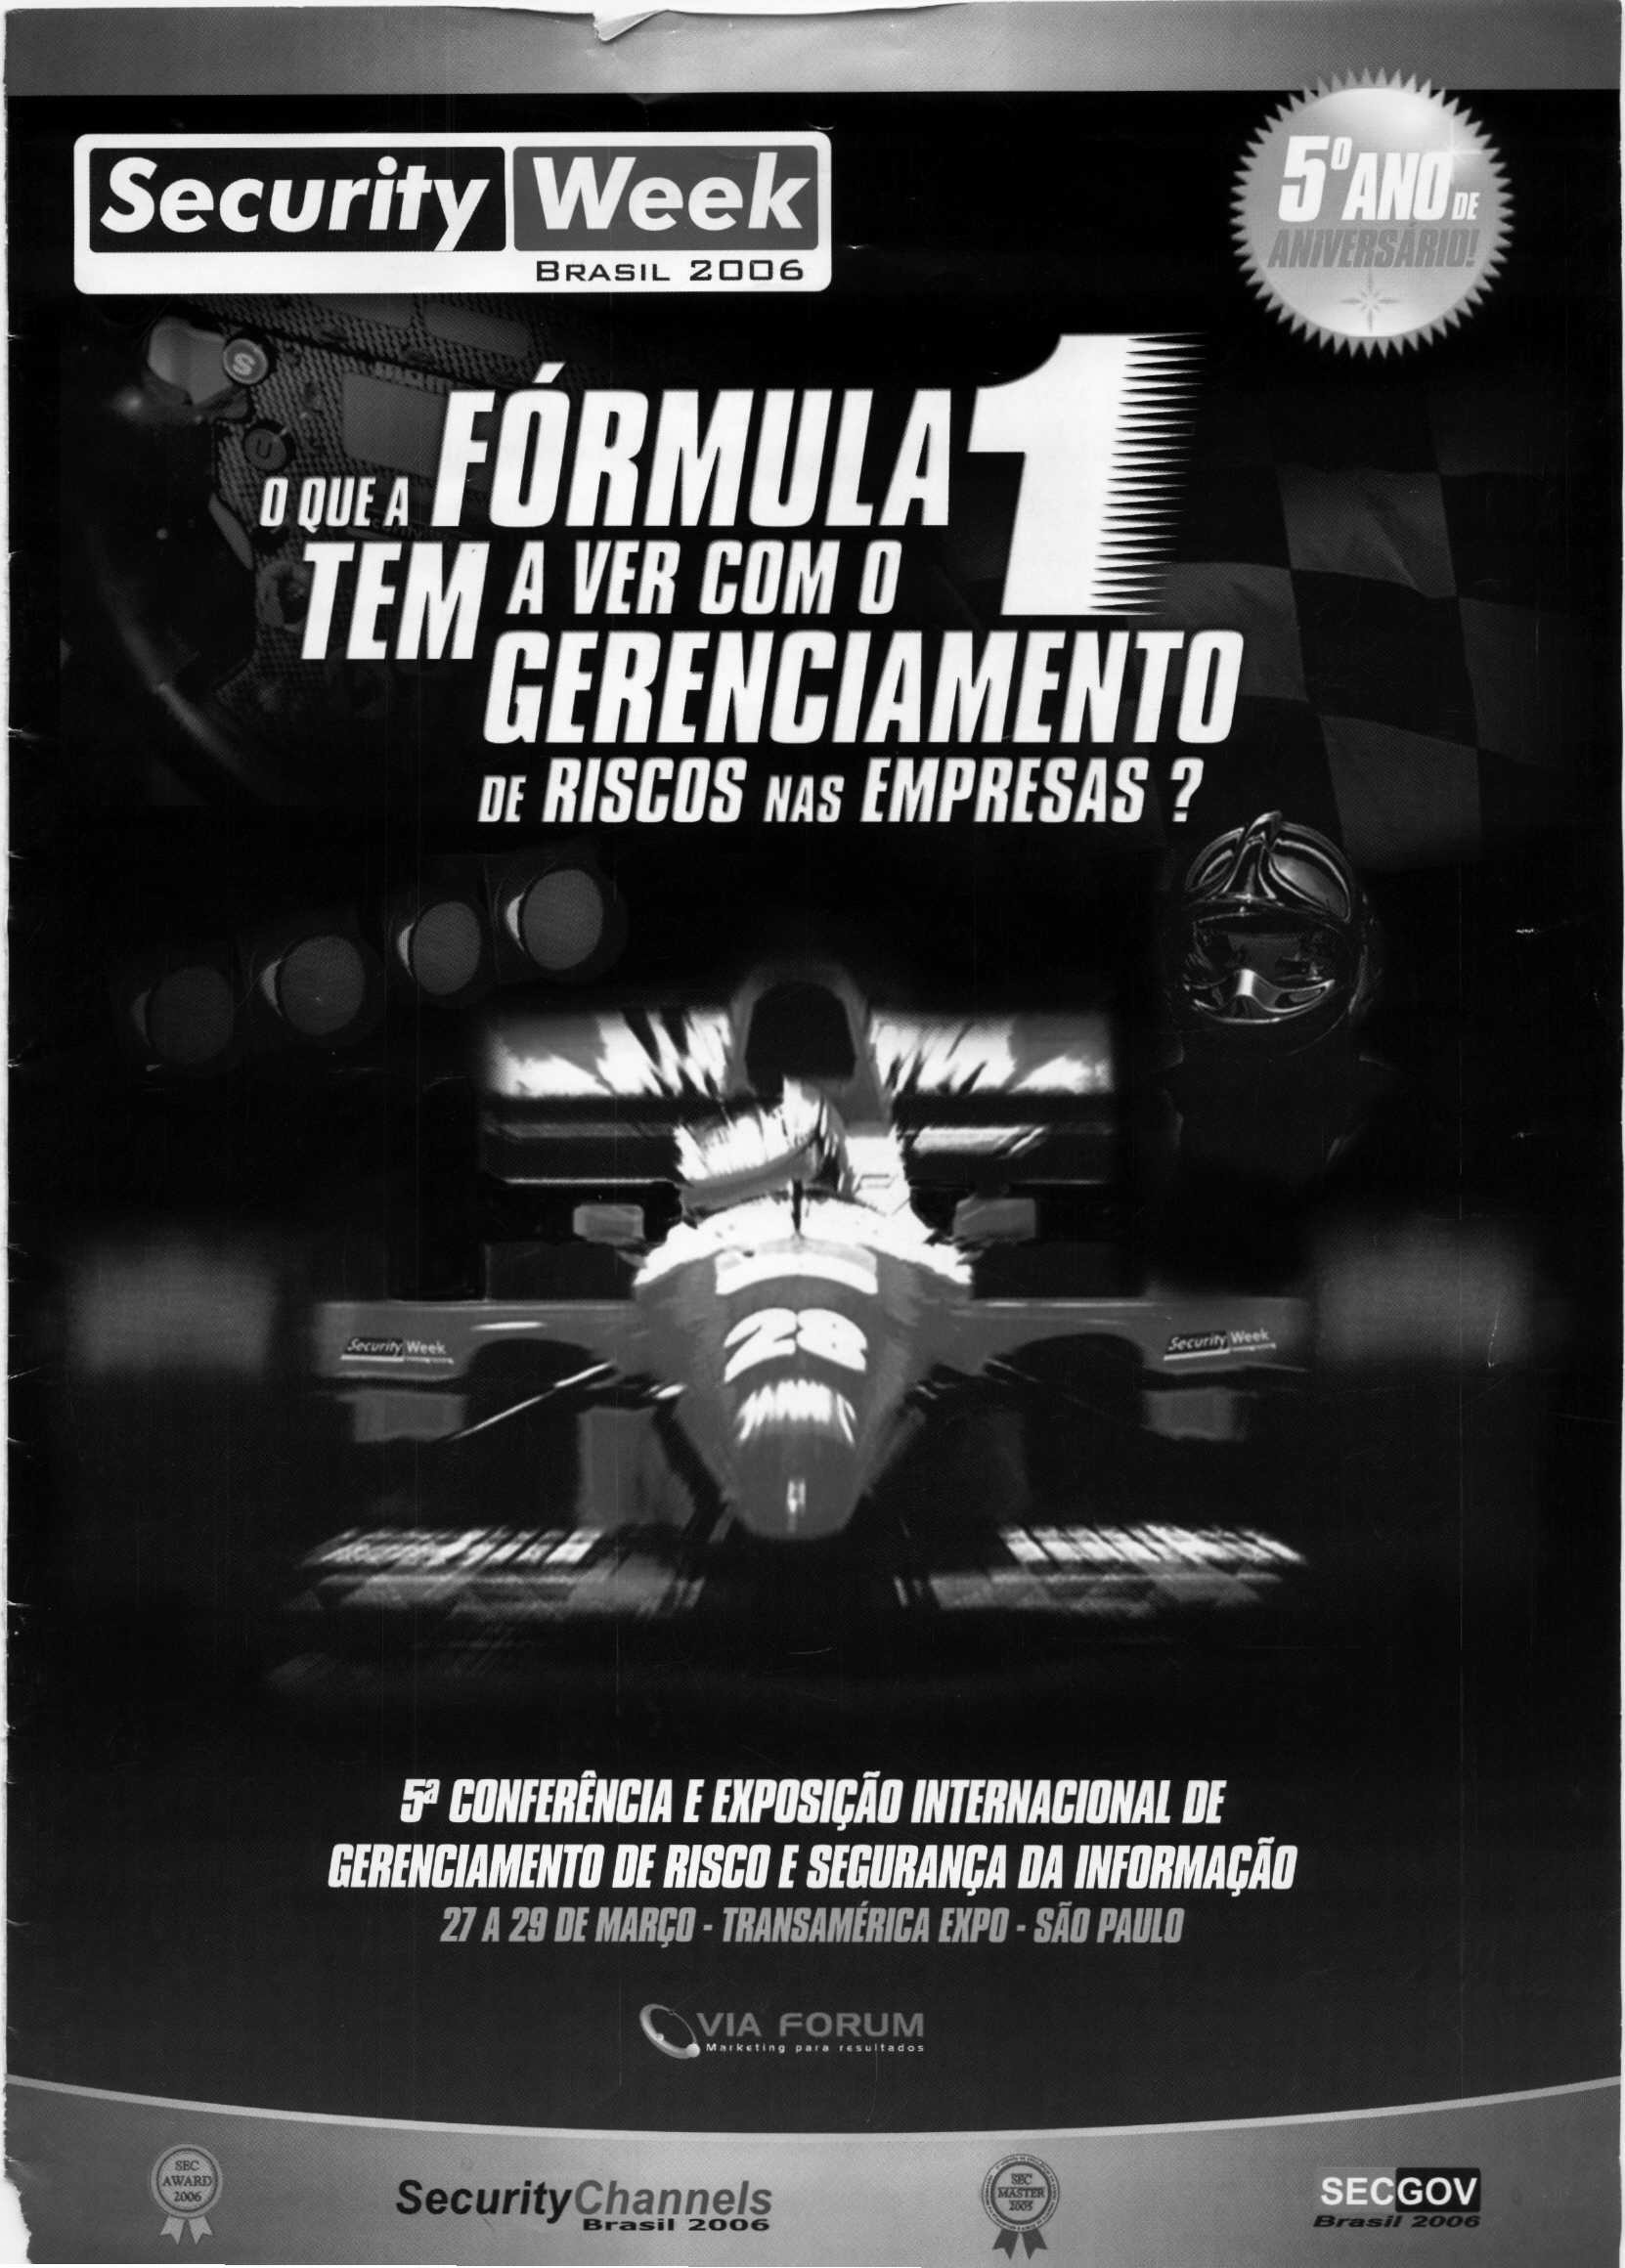 Security Week
BRASIL 2006
5º ANO DE
ANIVERSÁRIO!
O QUE A FÓRMULA 1
TEM A VER COM O
GERENCIAMENTO
DE RISCOS NAS EMPRESAS ?
28
Security Week
Security Week
5ª CONFERÊNCIA E EXPOSIÇÃO INTERNACIONAL DE
GERENCIAMENTO DE RISCO E SEGURANÇA DA INFORMAÇÃO
27 A 29 DE MARÇO - TRANSAMÉRICA EXPO - SÃO PAULO
VIA FORUM
Marketing para resultados
SEC
AWARD
2006
SecurityChannels
Brasil 2006
SEC
MASTER
2005
SECGOV
Brasil 2006